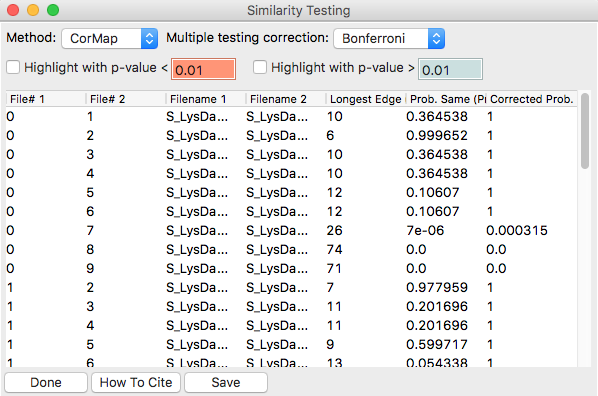 Similarity Testing
Method: CorMap Multiple testing correction: Bonferroni
Highlight with p-value < 0.01 Highlight with p-value > 0.01
File# 1 File# 2 Filename 1 Filename 2 Longest Edge Prob. Same (Pr Corrected Prob.
0 1 S_LysDa... S_LysDa... 10 0.364538 1
0 2 S_LysDa... S_LysDa... 6 0.999652 1
0 3 S_LysDa... S_LysDa... 10 0.364538 1
0 4 S_LysDa... S_LysDa... 10 0.364538 1
0 5 S_LysDa... S_LysDa... 12 0.10607 1
0 6 S_LysDa... S_LysDa... 12 0.10607 1
0 7 S_LysDa... S_LysDa... 26 7e-06 0.000315
0 8 S_LysDa... S_LysDa... 74 0.0 0.0
0 9 S_LysDa... S_LysDa... 71 0.0 0.0
1 2 S_LysDa... S_LysDa... 7 0.977959 1
1 3 S_LysDa... S_LysDa... 11 0.201696 1
1 4 S_LysDa... S_LysDa... 11 0.201696 1
1 5 S_LysDa... S_LysDa... 9 0.599717 1
1 6 S_LysDa... S_LysDa... 13 0.054338 1
Done How To Cite Save